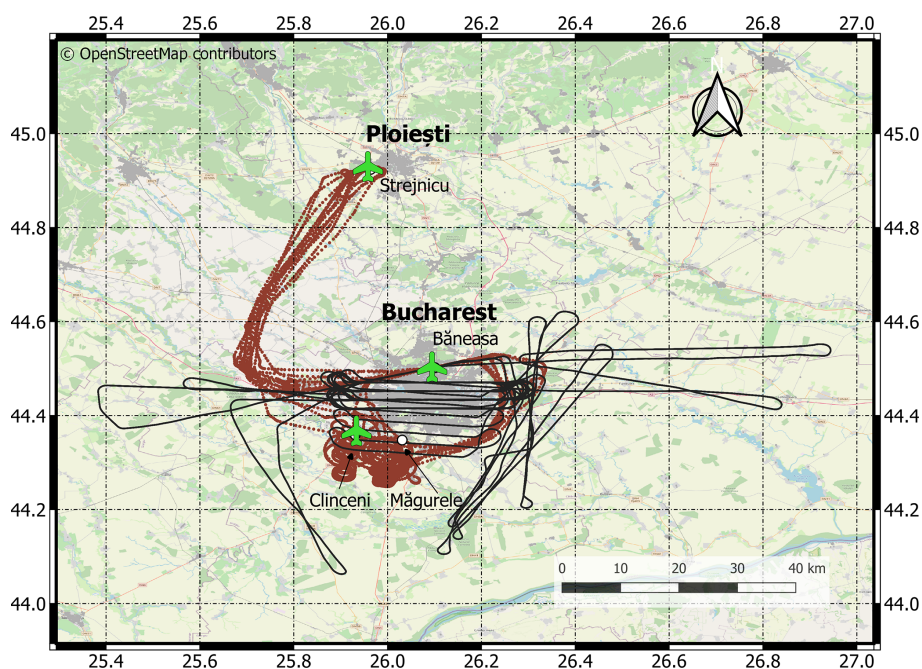 25.4 25.6 25.8 26.0 26.2 26.4 26.6 26.8 27.0
© OpenStreetMap contributors
N
45.0 Ploiești 45.0
Strejnicu
44.8 44.8
44.6 Bucharest 44.6
Băneasa
44.4 44.4
Clinceni Măgurele
44.2 44.2
0 10 20 30 40 km
44.0 44.0
25.4 25.6 25.8 26.0 26.2 26.4 26.6 26.8 27.0